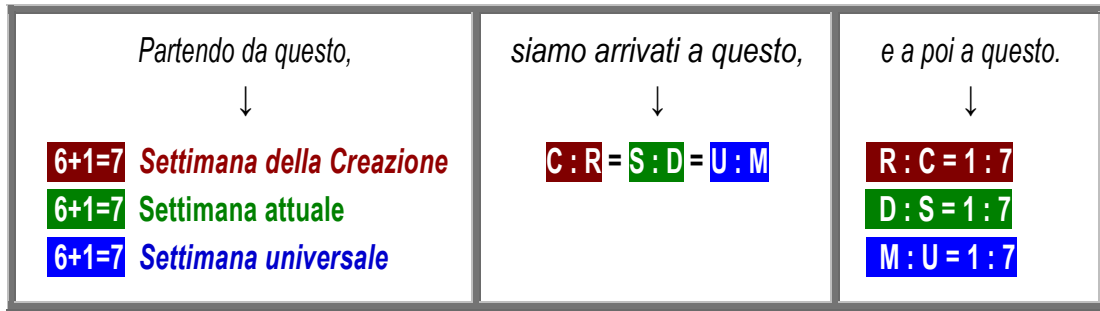 Partendo da questo,
↓
6+1=7 Settimana della Creazione
6+1=7 Settimana attuale
6+1=7 Settimana universale
siamo arrivati a questo,
↓
C : R = S : D = U : M
e a poi a questo.
↓
R : C = 1 : 7
D : S = 1 : 7
M : U = 1 : 7